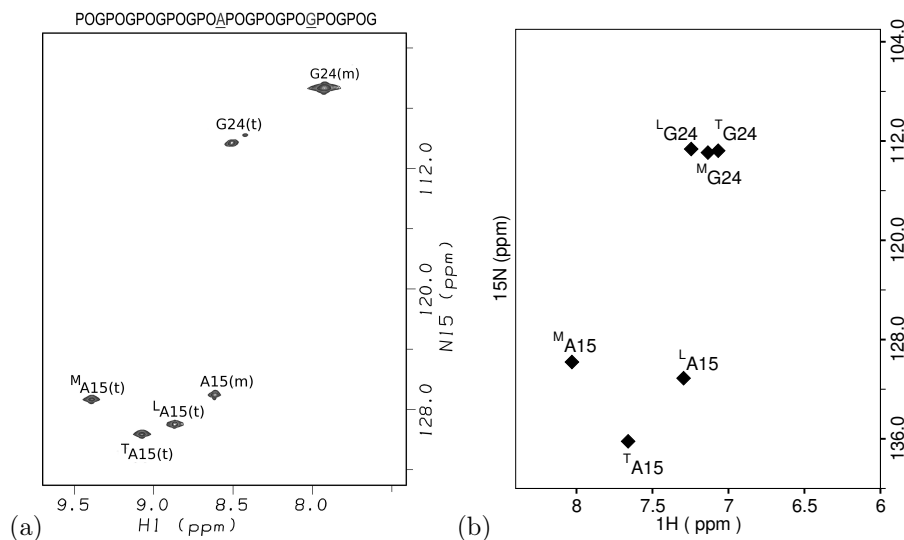 POGPOGPOGPOGPOAPOGPOGPOGPOGPOG
G24(m)
G24(t)
112.0
120.0
128.0
N15 (ppm)
MA15(t)
A15(m)
LA15(t)
TA15(t)
9.5 9.0 8.5 8.0
(a) H1 (ppm)
104.0
112.0
120.0
128.0
136.0
15N (ppm)
LG24
TG24
MG24
MA15
LA15
TA15
8 7.5 7 6.5 6
(b) 1H ( ppm )